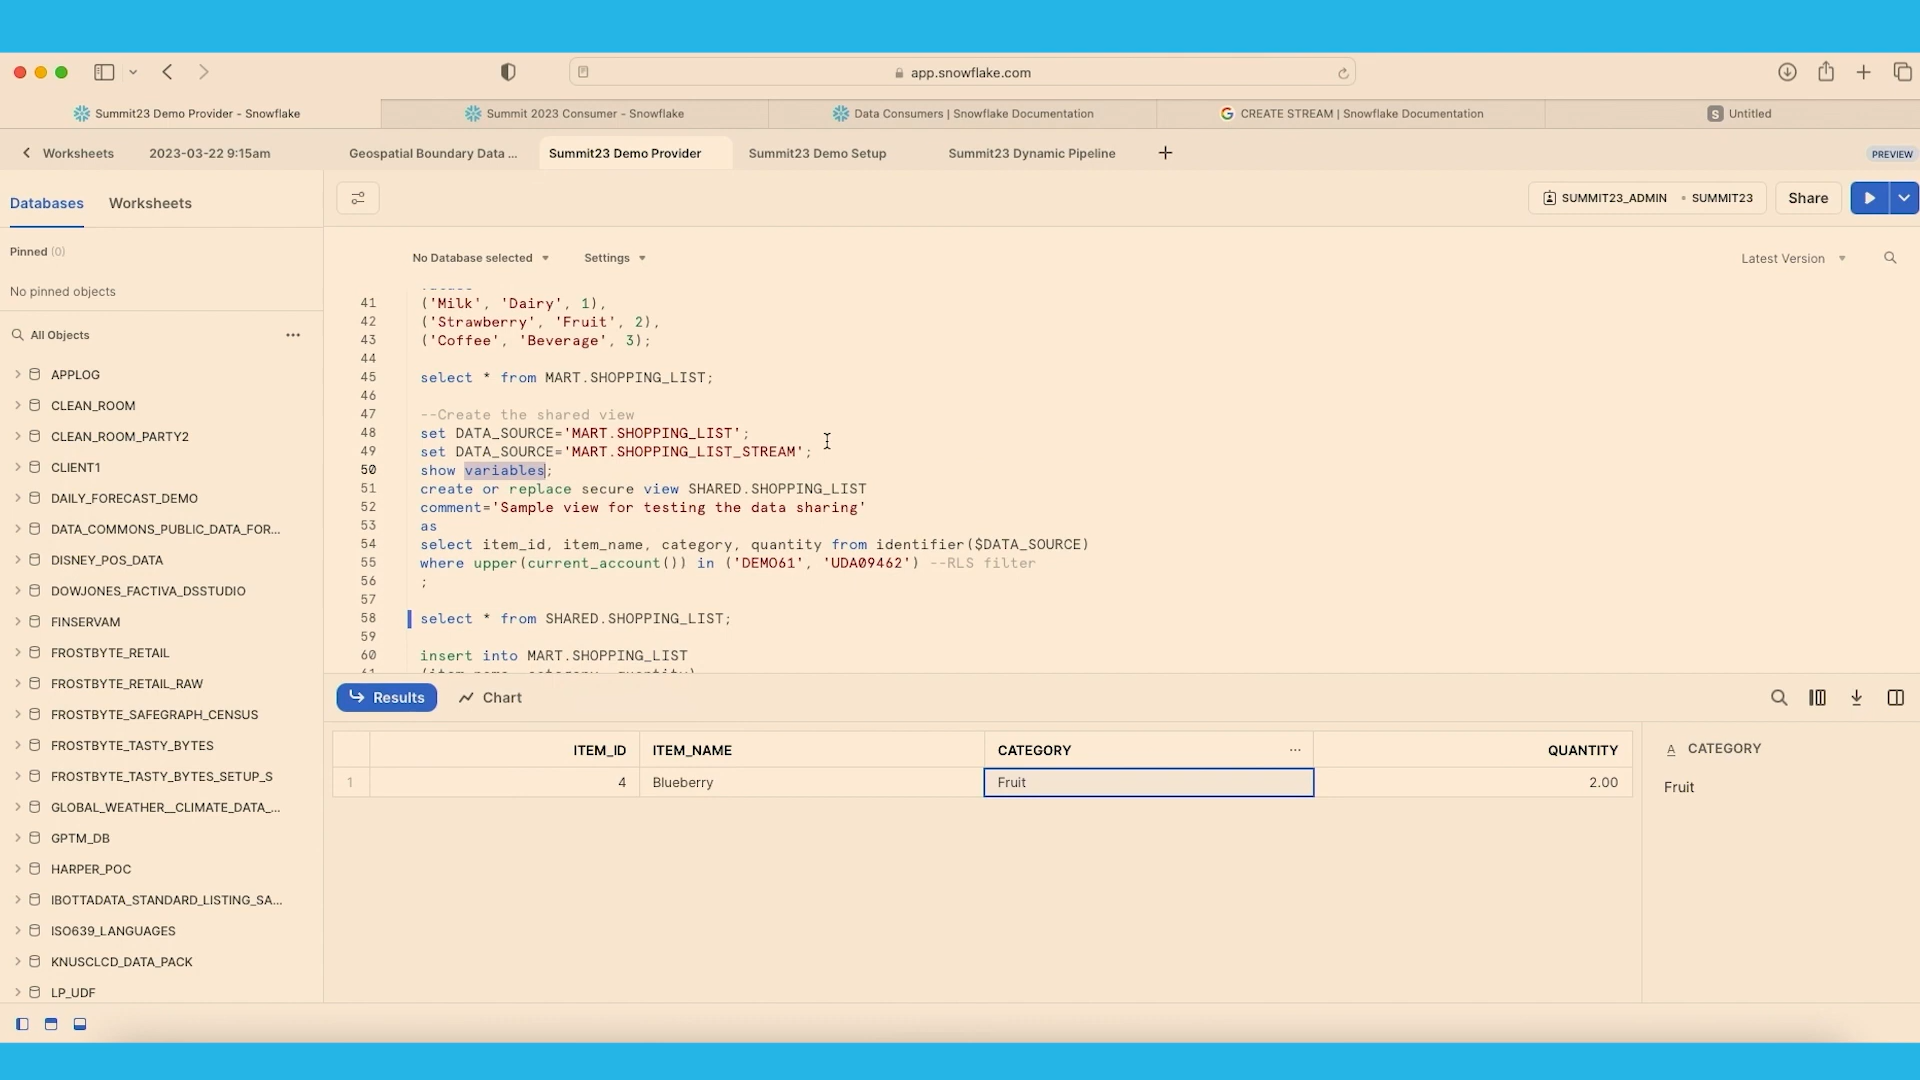 app.snowflake.com
Summit23 Demo Provider - Snowflake
Summit 2023 Consumer - Snowflake
Data Consumers | Snowflake Documentation
CREATE STREAM | Snowflake Documentation
S Untitled
Worksheets
2023-03-22 9:15am
Geospatial Boundary Data ...
Summit23 Demo Provider
Summit23 Demo Setup
Summit23 Dynamic Pipeline
PREVIEW
Databases
Worksheets
SUMMIT23_ADMIN
SUMMIT23
Share
Pinned (0)
No pinned objects
No Database selected
Settings
Latest Version
All Objects
APPLOG
CLEAN_ROOM
CLEAN_ROOM_PARTY2
CLIENT1
DAILY_FORECAST_DEMO
DATA_COMMONS_PUBLIC_DATA_FOR...
DISNEY_POS_DATA
DOWJONES_FACTIVA_DSSTUDIO
FINSERVAM
FROSTBYTE_RETAIL
FROSTBYTE_RETAIL_RAW
FROSTBYTE_SAFEGRAPH_CENSUS
FROSTBYTE_TASTY_BYTES
FROSTBYTE_TASTY_BYTES_SETUP_S
GLOBAL_WEATHER__CLIMATE_DATA_...
GPTM_DB
HARPER_POC
IBOTTADATA_STANDARD_LISTING_SA...
ISO639_LANGUAGES
KNUSCLCD_DATA_PACK
LP_UDF
41 ('Milk', 'Dairy', 1),
42 ('Strawberry', 'Fruit', 2),
43 ('Coffee', 'Beverage', 3);
44
45 select * from MART.SHOPPING_LIST;
46
47 --Create the shared view
48 set DATA_SOURCE='MART.SHOPPING_LIST';
49 set DATA_SOURCE='MART.SHOPPING_LIST_STREAM';
50 show variables;
51 create or replace secure view SHARED.SHOPPING_LIST
52 comment='Sample view for testing the data sharing'
53 as
54 select item_id, item_name, category, quantity from identifier($DATA_SOURCE)
55 where upper(current_account()) in ('DEMO61', 'UDA09462') --RLS filter
56 ;
57
58 select * from SHARED.SHOPPING_LIST;
59
60 insert into MART.SHOPPING_LIST
Results
Chart
ITEM_ID ITEM_NAME CATEGORY ... QUANTITY
1 4 Blueberry Fruit 2.00
A CATEGORY
Fruit